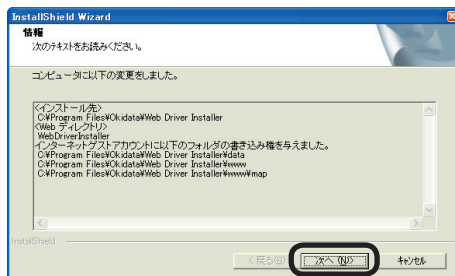 InstallShield Wizard
情報
次のテキストをお読みください。
コンピュータに以下の変更をしました。
<インストール先>
C:¥Program Files¥Okidata¥Web Driver Installer
<Web ディレクトリ>
WebDriverInstaller
インターネットゲストアカウントに以下のフォルダの書き込み権を与えました。
C:¥Program Files¥Okidata¥Web Driver Installer¥data
C:¥Program Files¥Okidata¥Web Driver Installer¥www
C:¥Program Files¥Okidata¥Web Driver Installer¥www¥map
InstallShield
< 戻る(B) 次へ (N)> キャンセル